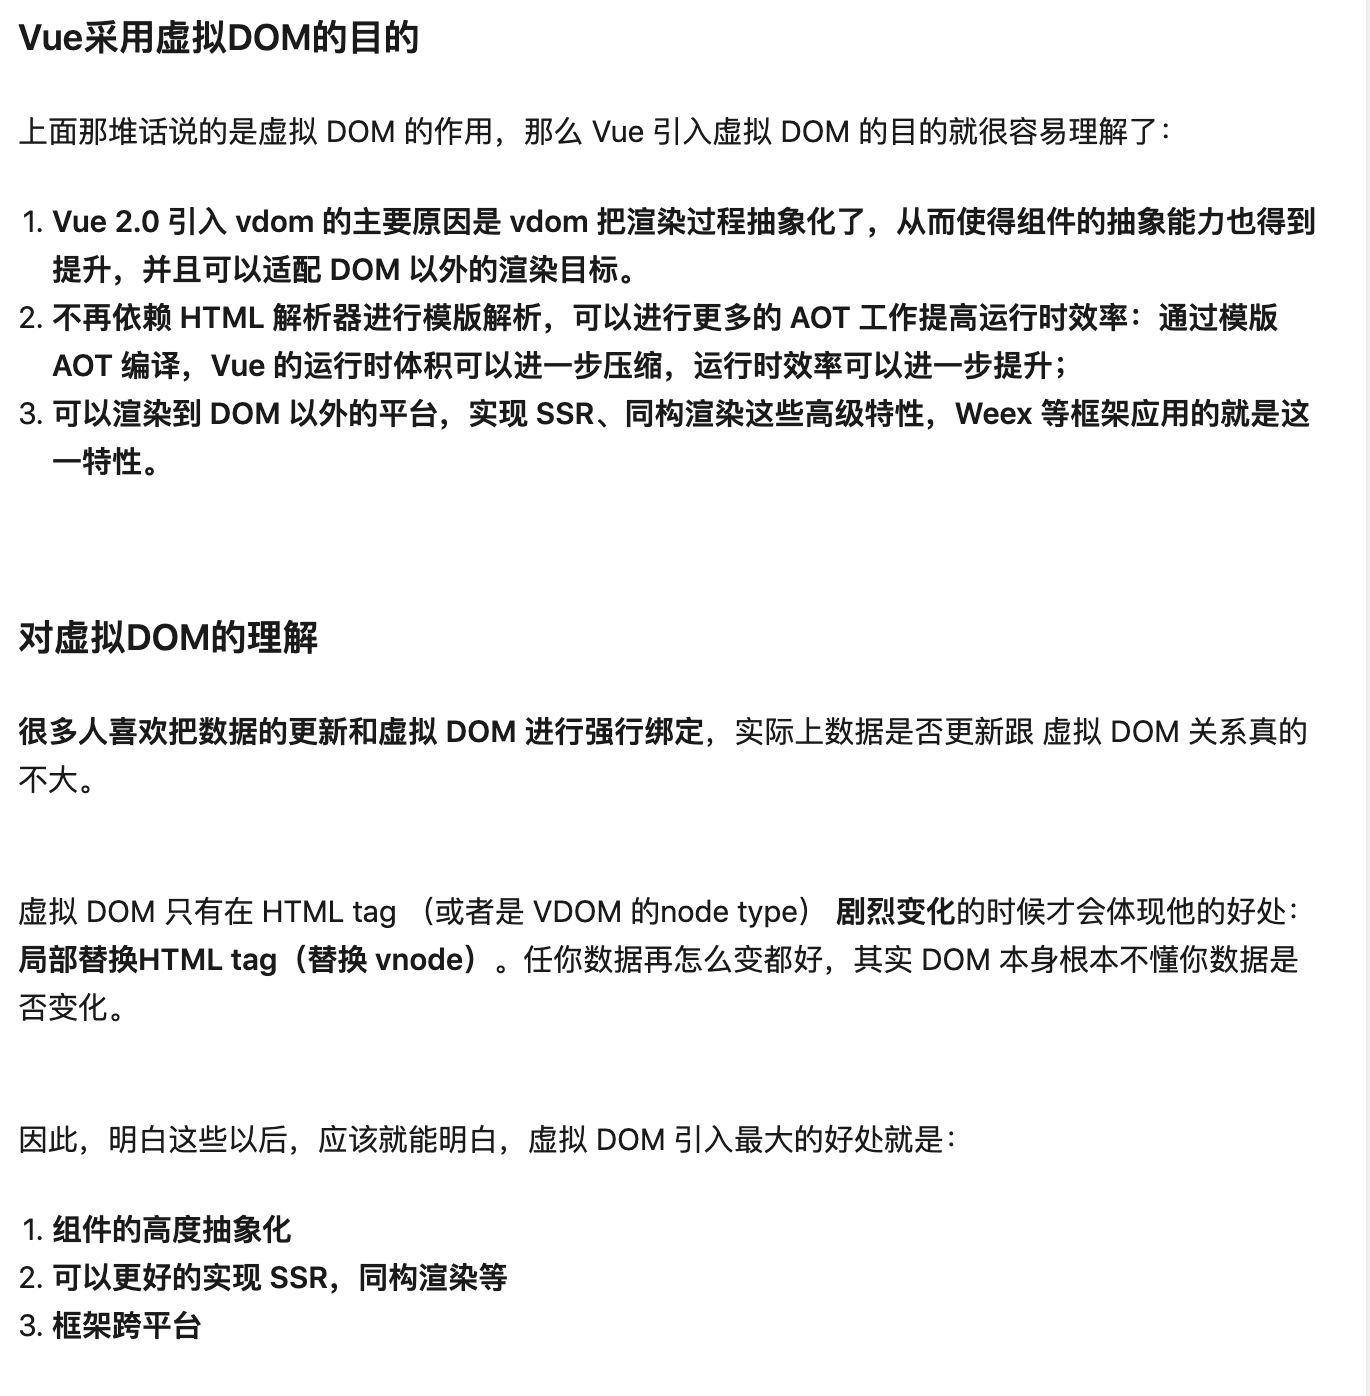 Vue采用虚拟DOM的目的
上面那堆话说的是虚拟 DOM 的作用，那么 Vue 引入虚拟 DOM 的目的就很容易理解了：
1. Vue 2.0 引入 vdom 的主要原因是 vdom 把渲染过程抽象化了，从而使得组件的抽象能力也得到
提升，并且可以适配 DOM 以外的渲染目标。
2. 不再依赖 HTML 解析器进行模版解析，可以进行更多的 AOT 工作提高运行时效率：通过模版
AOT 编译，Vue 的运行时体积可以进一步压缩，运行时效率可以进一步提升；
3. 可以渲染到 DOM 以外的平台，实现 SSR、同构渲染这些高级特性，Weex 等框架应用的就是这
一特性。
对虚拟DOM的理解
很多人喜欢把数据的更新和虚拟 DOM 进行强行绑定，实际上数据是否更新跟 虚拟 DOM 关系真的
不大。
虚拟 DOM 只有在 HTML tag （或者是 VDOM 的node type） 剧烈变化的时候才会体现他的好处：
局部替换HTML tag（替换 vnode）。任你数据再怎么变都好，其实 DOM 本身根本不懂你数据是
否变化。
因此，明白这些以后，应该就能明白，虚拟 DOM 引入最大的好处就是：
1. 组件的高度抽象化
2. 可以更好的实现 SSR，同构渲染等
3. 框架跨平台